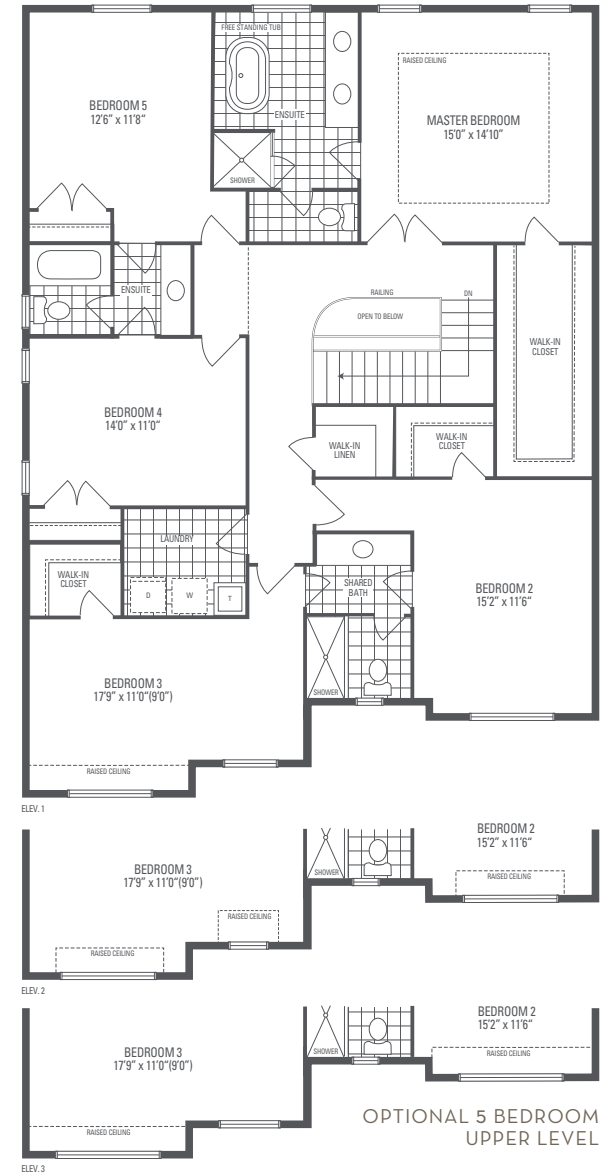 FREE STANDING TUB
RAISED CEILING
BEDROOM 5
12'6" x 11'8"
ENSUITE
MASTER BEDROOM
15'0" x 14'10"
SHOWER
ENSUITE
RAILING
DN
OPEN TO BELOW
WALK-IN
CLOSET
BEDROOM 4
14'0" x 11'0"
WALK-IN
LINEN
WALK-IN
CLOSET
LAUNDRY
WALK-IN
CLOSET
D
W
T
SHARED
BATH
BEDROOM 2
15'2" x 11'6"
SHOWER
BEDROOM 3
17'9" x 11'0"(9'0")
RAISED CEILING
ELEV. 1
BEDROOM 2
15'2" x 11'6"
SHOWER
RAISED CEILING
BEDROOM 3
17'9" x 11'0"(9'0")
RAISED CEILING
RAISED CEILING
ELEV. 2
BEDROOM 2
15'2" x 11'6"
SHOWER
RAISED CEILING
BEDROOM 3
17'9" x 11'0"(9'0")
RAISED CEILING
OPTIONAL 5 BEDROOM
UPPER LEVEL
ELEV. 3